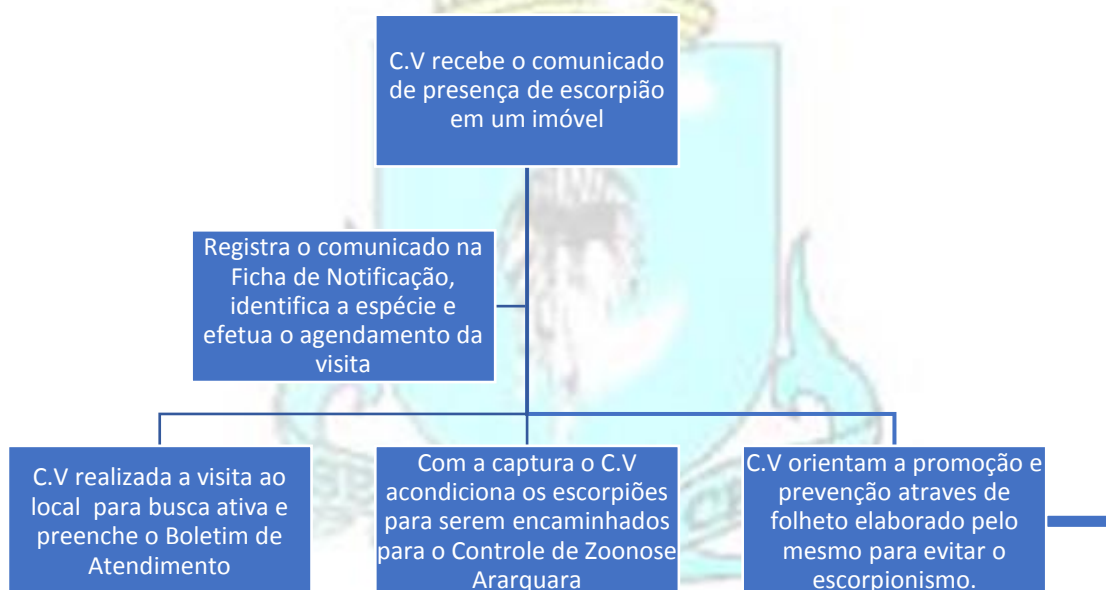 C.V recebe o comunicado
de presença de escorpião
em um imóvel
Registra o comunicado na
Ficha de Notificação,
identifica a espécie e
efetua o agendamento da
visita
C.V realizada a visita ao
local para busca ativa e
preenche o Boletim de
Atendimento
Com a captura o C.V
acondiciona os escorpiões
para serem encaminhados
para o Controle de Zoonose
Ararquara
C.V orientam a promoção e
prevenção atraves de
folheto elaborado pelo
mesmo para evitar o
escorpionismo.